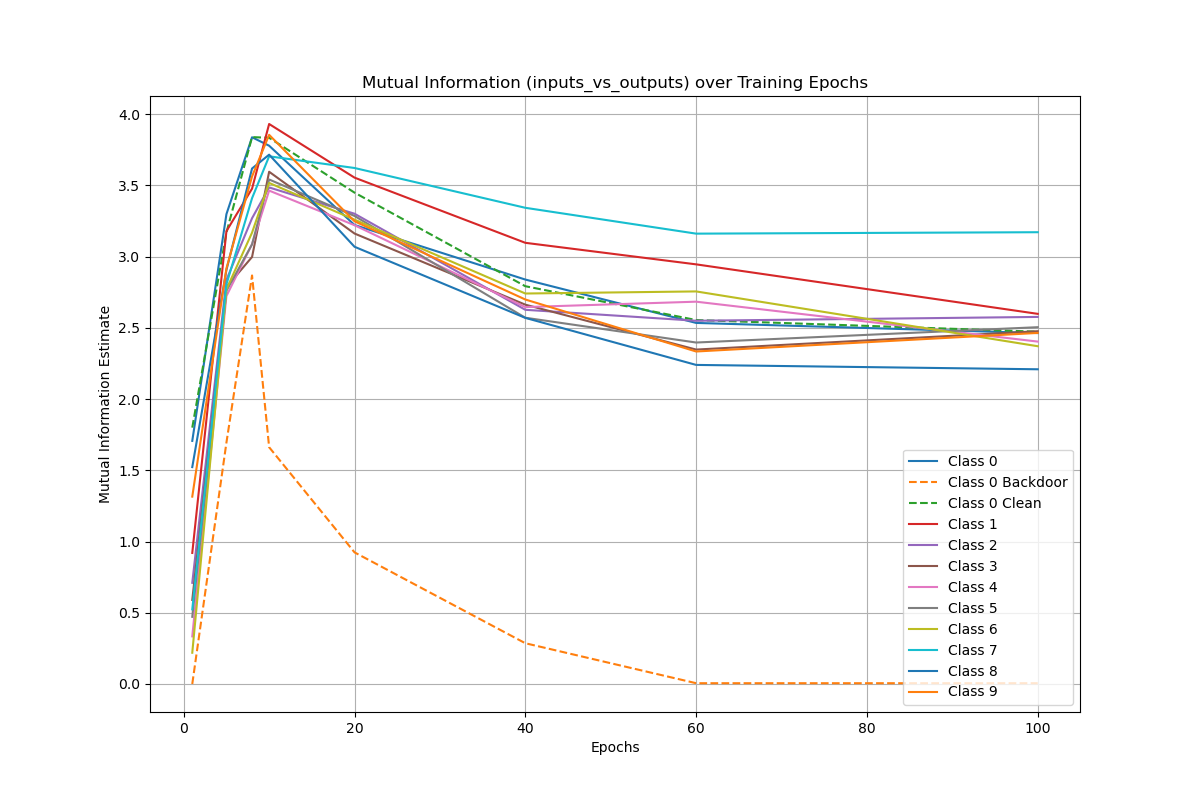 Mutual Information (inputs_vs_outputs) over Training Epochs
Mutual Information Estimate
4.0
3.5
3.0
2.5
2.0
1.5
1.0
0.5
0.0
Class 0
Class 0 Backdoor
Class 0 Clean
Class 1
Class 2
Class 3
Class 4
Class 5
Class 6
Class 7
Class 8
Class 9
0 20 40 60 80 100
Epochs